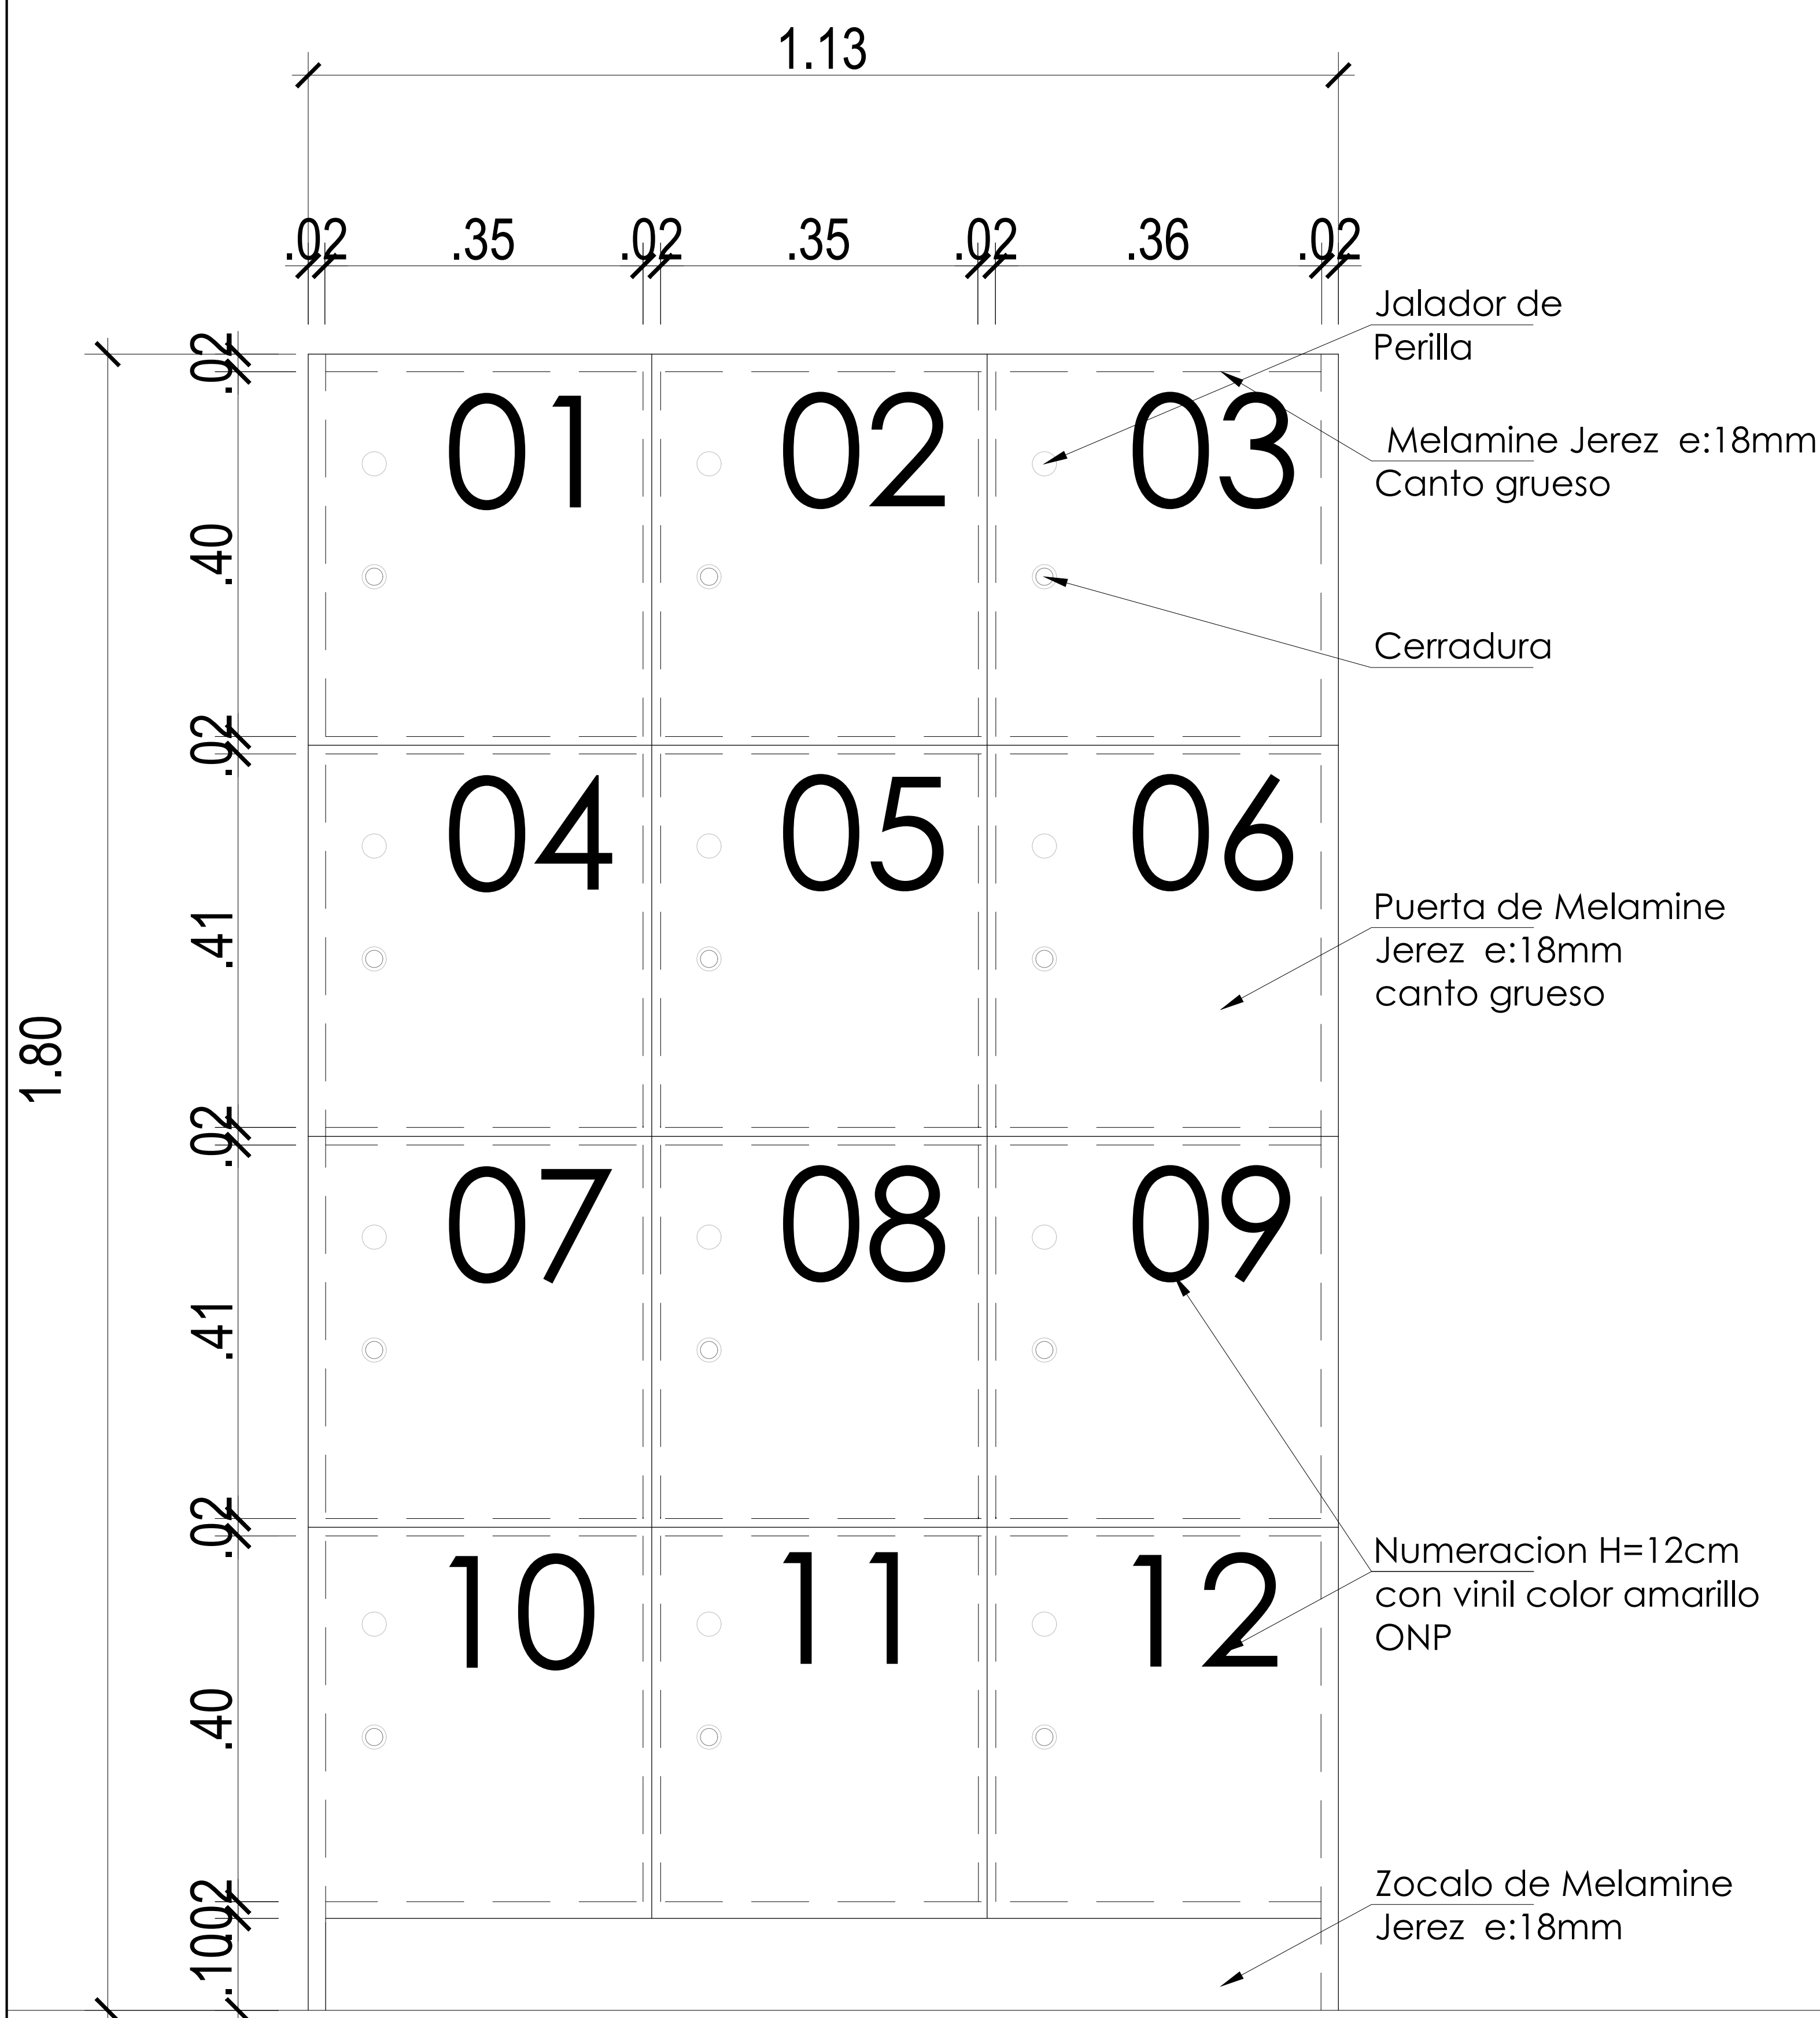 1.13
.02 .35 .02 .35 .02 .36 .02
Jalador de
Perilla
.02
01 02 03
Melamine Jerez e:18mm
Canto grueso
.40
Cerradura
.02
04 05 06
Puerta de Melamine
Jerez e:18mm
canto grueso
.41
1.80
.02
07 08 09
.41
.02
Numeracion H=12cm
con vinil color amarillo
ONP
10 11 12
.40
.02
Zocalo de Melamine
Jerez e:18mm
.10